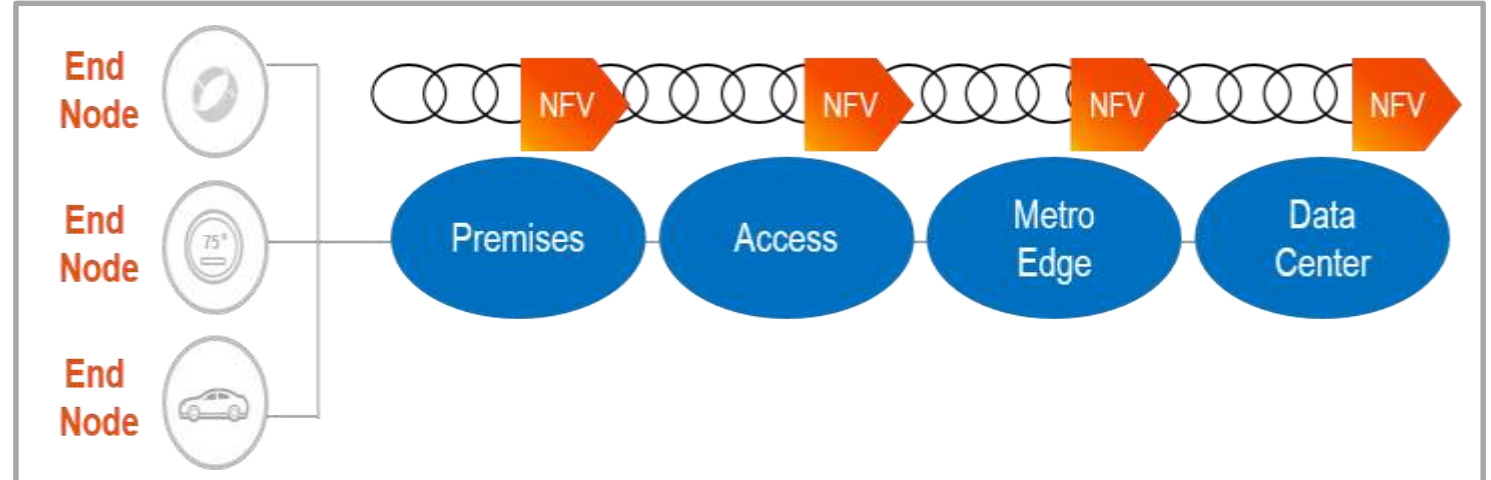 End
Node
NFV
NFV
NFV
NFV
End
Node
75°
Premises
Access
Metro
Edge
Data
Center
End
Node